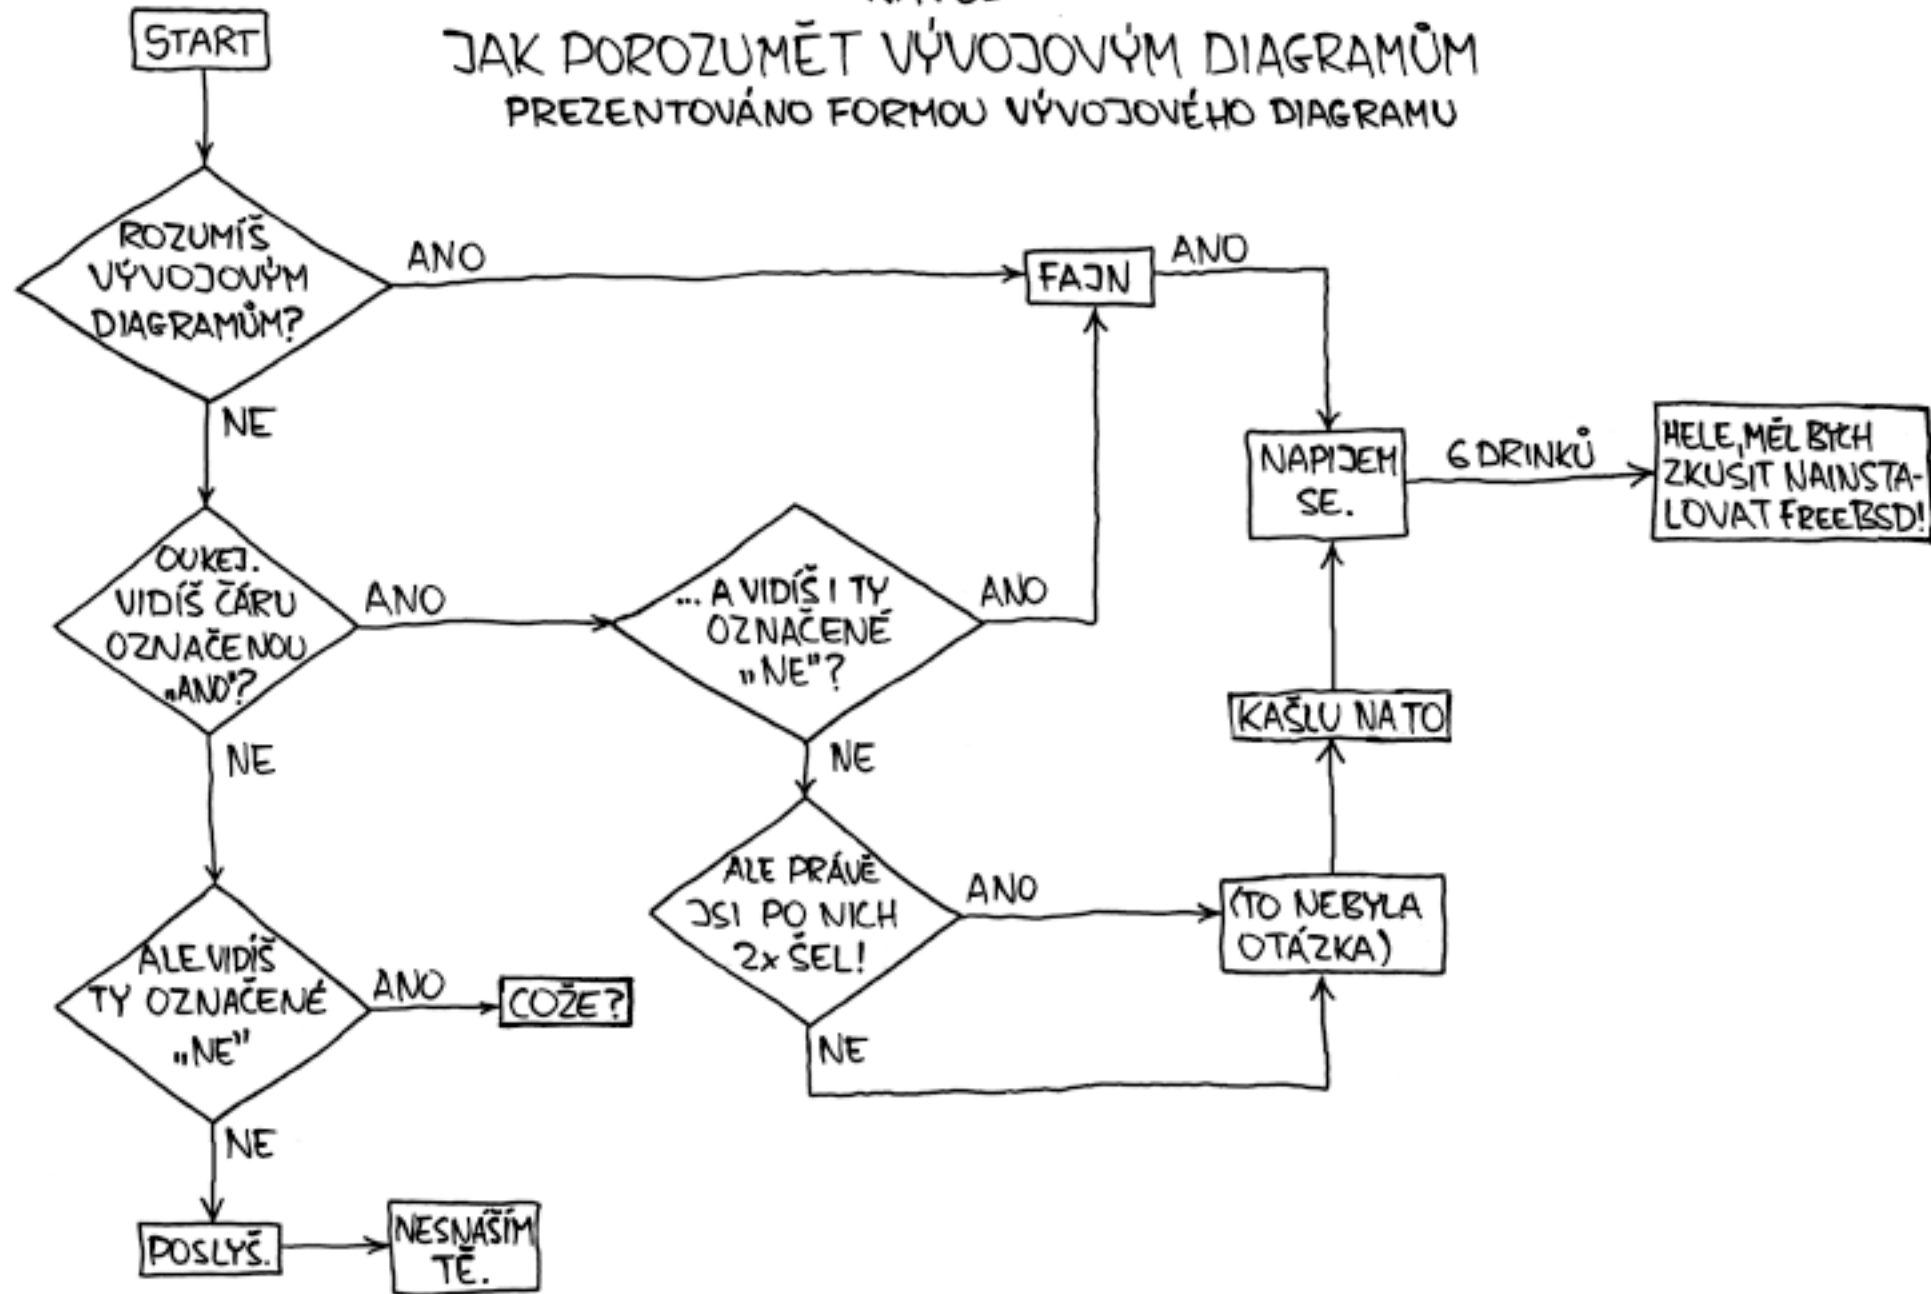 JAK POROZUMĚT VÝVOJOVÝM DIAGRAMŮM
PREZENTOVÁNO FORMOU VÝVOJOVÉHO DIAGRAMU
START
ROZUMÍŠ
VÝVOJOVÝM
DIAGRAMŮM?
ANO
FAJN
ANO
NE
NAPIJEM
SE.
6 DRINKŮ
HELE, MĚL BYCH
ZKUSIT NAINSTA-
LOVAT FREEBSD!
OUKEJ.
VIDÍŠ ČÁRU
OZNAČENOU
„ANO"?
ANO
... A VIDÍŠ I TY
OZNAČENÉ
„NE"?
ANO
NE
NE
KAŠLU NA TO
ALE PRÁVĚ
JSI PO NICH
2x ŠEL!
ANO
(TO NEBYLA
OTÁZKA)
NE
ALE VIDÍŠ
TY OZNAČENÉ
„NE"
ANO
COŽE?
NE
POSLYŠ.
NESNÁŠÍM
TĚ.